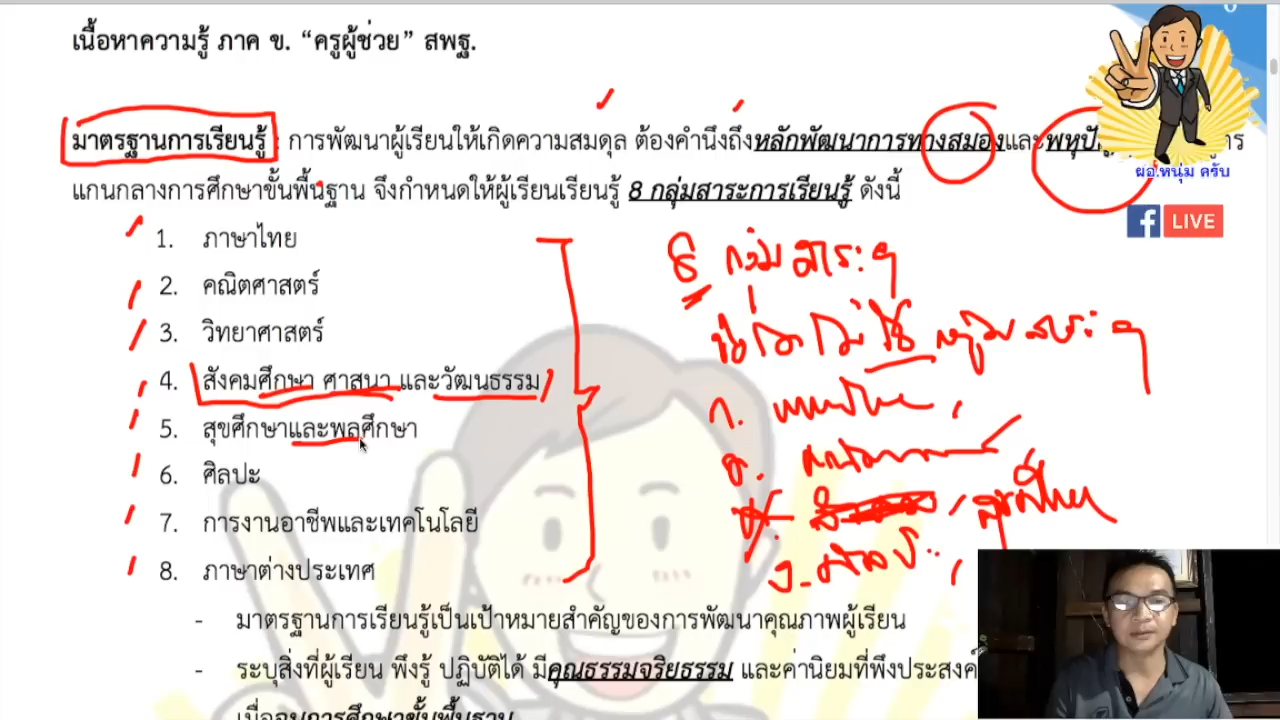 เนื้อหาความรู้ ภาค ข. “ครูผู้ช่วย” สพฐ.
มาตรฐานการเรียนรู้ : การพัฒนาผู้เรียนให้เกิดความสมดุล ต้องคำนึงถึงหลักพัฒนาการทางสมองและ
ผอ.หนุ่ม ครับ
แกนกลางการศึกษาขั้นพื้นฐาน จึงกำหนดให้ผู้เรียนเรียนรู้ 8 กลุ่มสาระการเรียนรู้ ดังนี้
f LIVE
1. ภาษาไทย
2. คณิตศาสตร์
3. วิทยาศาสตร์
4. สังคมศึกษา ศาสนา และวัฒนธรรม
5. สุขศึกษาและพลศึกษา
6. ศิลปะ
7. การงานอาชีพและเทคโนโลยี
8. ภาษาต่างประเทศ
8 กลุ่มสาระฯ
- มาตรฐานการเรียนรู้เป็นเป้าหมายสำคัญของการพัฒนาคุณภาพผู้เรียน
- ระบุสิ่งที่ผู้เรียน พึงรู้ ปฏิบัติได้ มีคุณธรรมจริยธรรม และค่านิยมที่พึงประสงค์